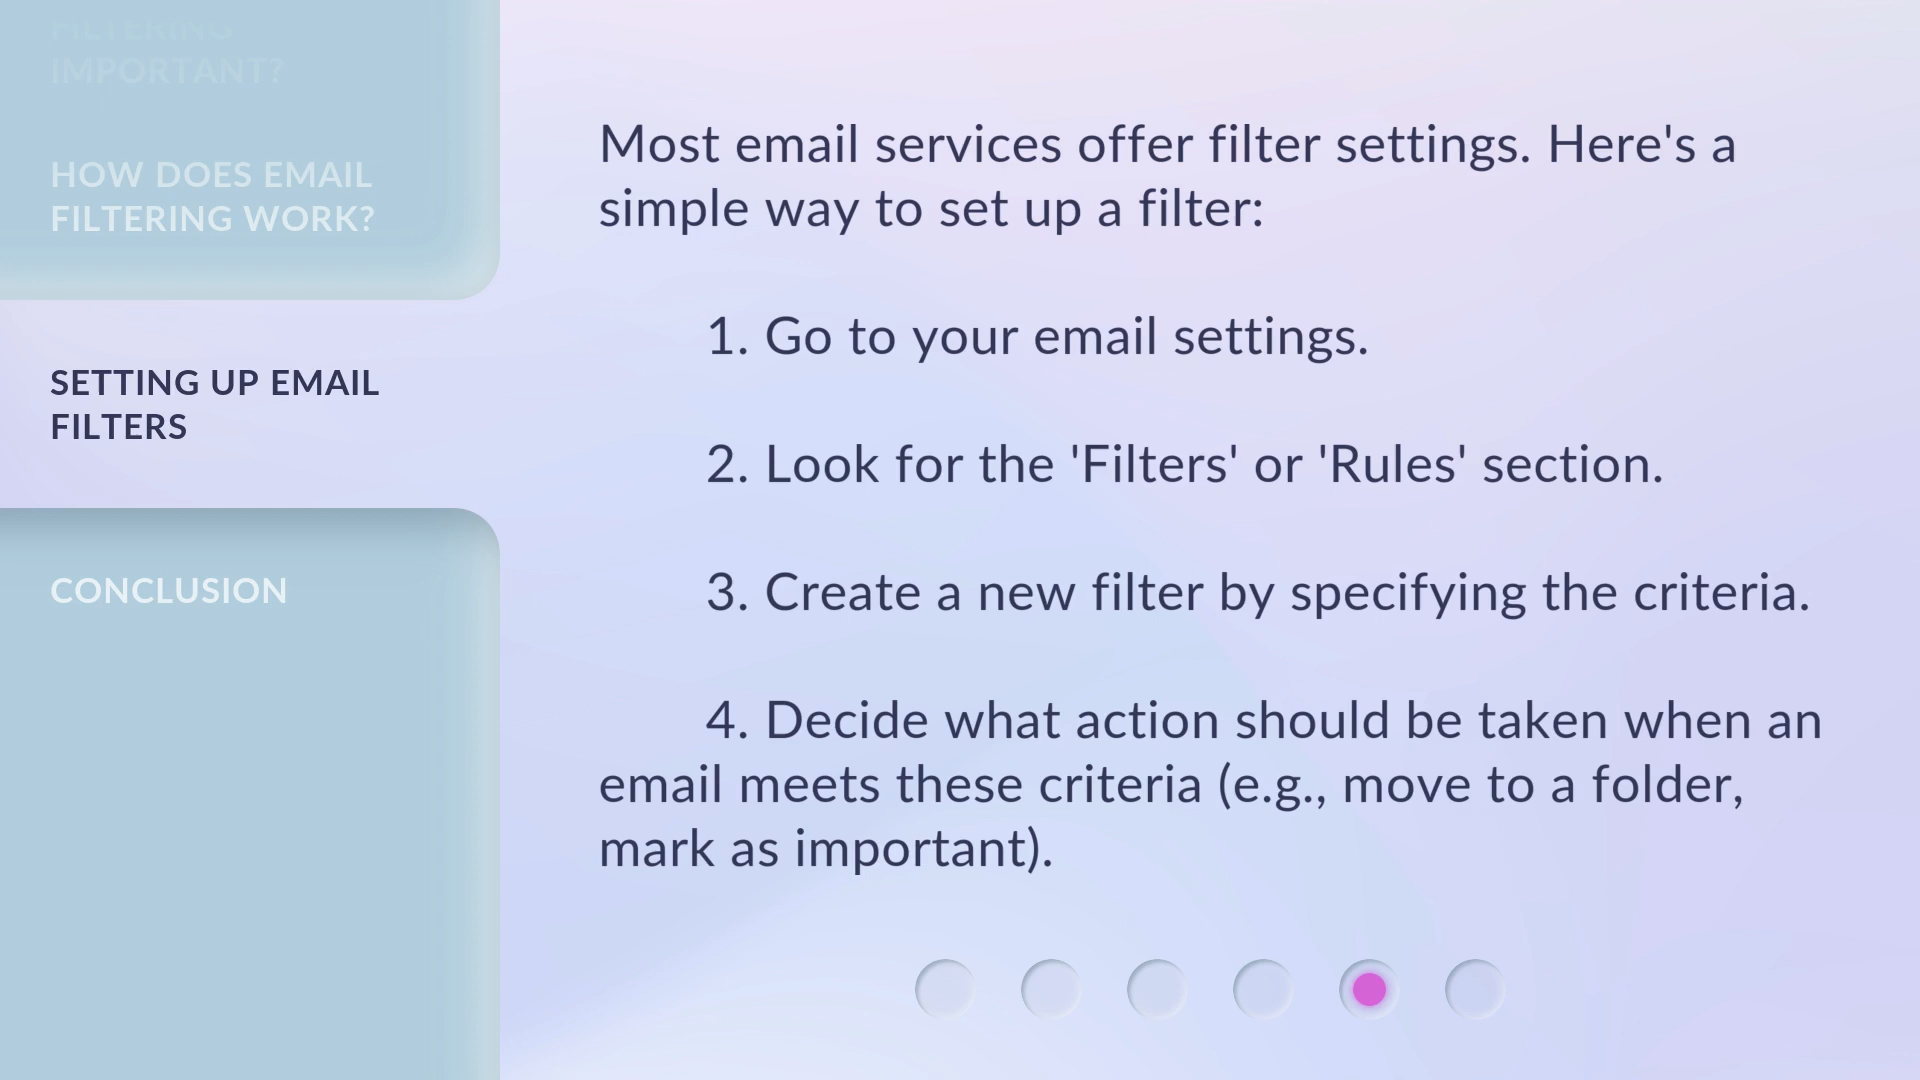 FILTERING
IMPORTANT?
HOW DOES EMAIL
FILTERING WORK?
SETTING UP EMAIL
FILTERS
CONCLUSION
Most email services offer filter settings. Here's a
simple way to set up a filter:
1. Go to your email settings.
2. Look for the 'Filters' or 'Rules' section.
3. Create a new filter by specifying the criteria.
4. Decide what action should be taken when an
email meets these criteria (e.g., move to a folder,
mark as important).